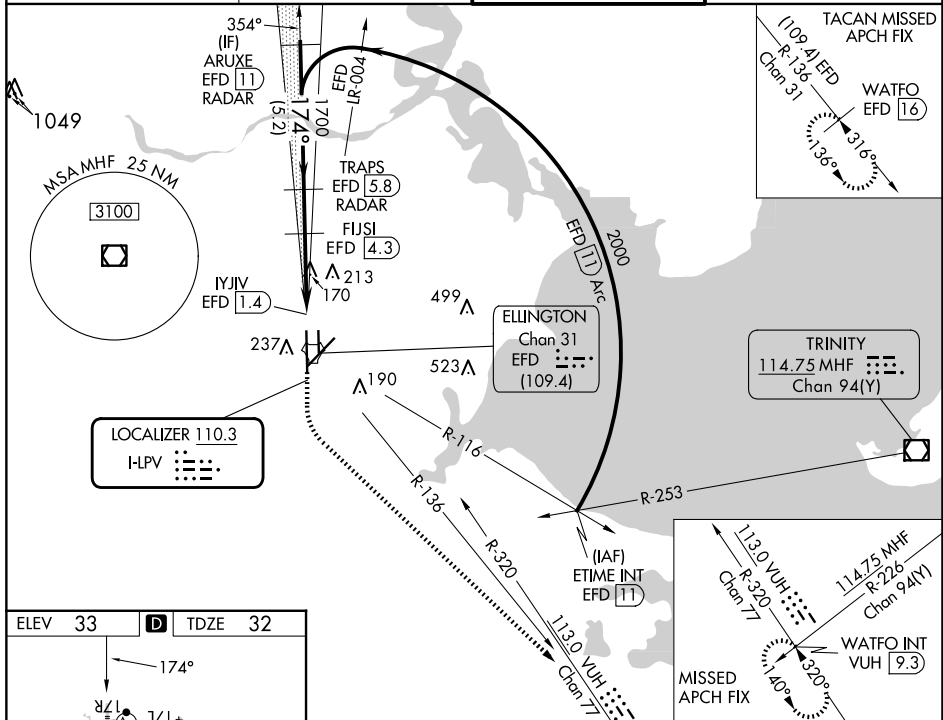 354°
(IF)
ARUXE
EFD 11
RADAR
EFD
LR-004
1700
174°
(5.2)
1049
MSA MHF 25 NM
3100
TRAPS
EFD 5.8
RADAR
FIJSI
EFD 4.3
213
170
IYJIV
EFD 1.4
2000
EFD 11 Arc
TACAN MISSED
APCH FIX
(109.4) EFD
R-136
Chan 31
WATFO
EFD 16
316°
136°
499
237
523
190
ELLINGTON
Chan 31
EFD
(109.4)
TRINITY
114.75 MHF
Chan 94(Y)
LOCALIZER 110.3
I-LPV
R-116
R-136
R-320
R-253
(IAF)
ETIME INT
EFD 11
113.0 VUH
Chan 77
113.0 VUH
R-320
Chan 77
114.75 MHF
R-226
Chan 94(Y)
WATFO INT
VUH 9.3
320°
140°
MISSED
APCH FIX
ELEV 33 D TDZE 32
174°
17R
17L